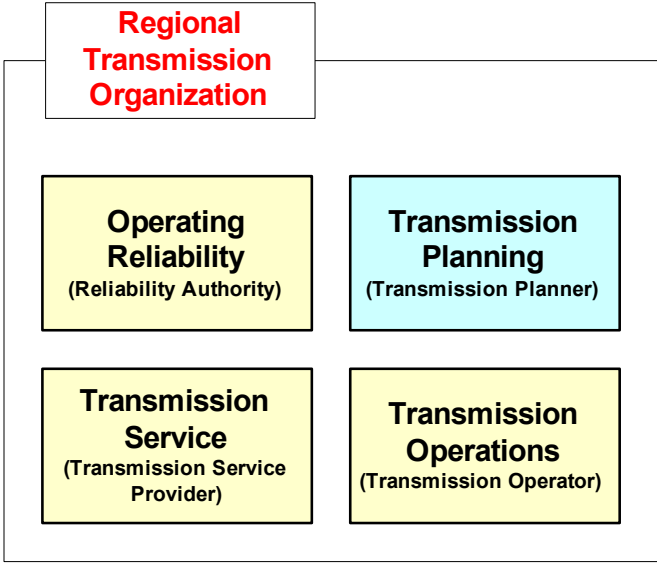 Regional
Transmission
Organization
Operating
Reliability
(Reliability Authority)
Transmission
Planning
(Transmission Planner)
Transmission
Service
(Transmission Service
Provider)
Transmission
Operations
(Transmission Operator)